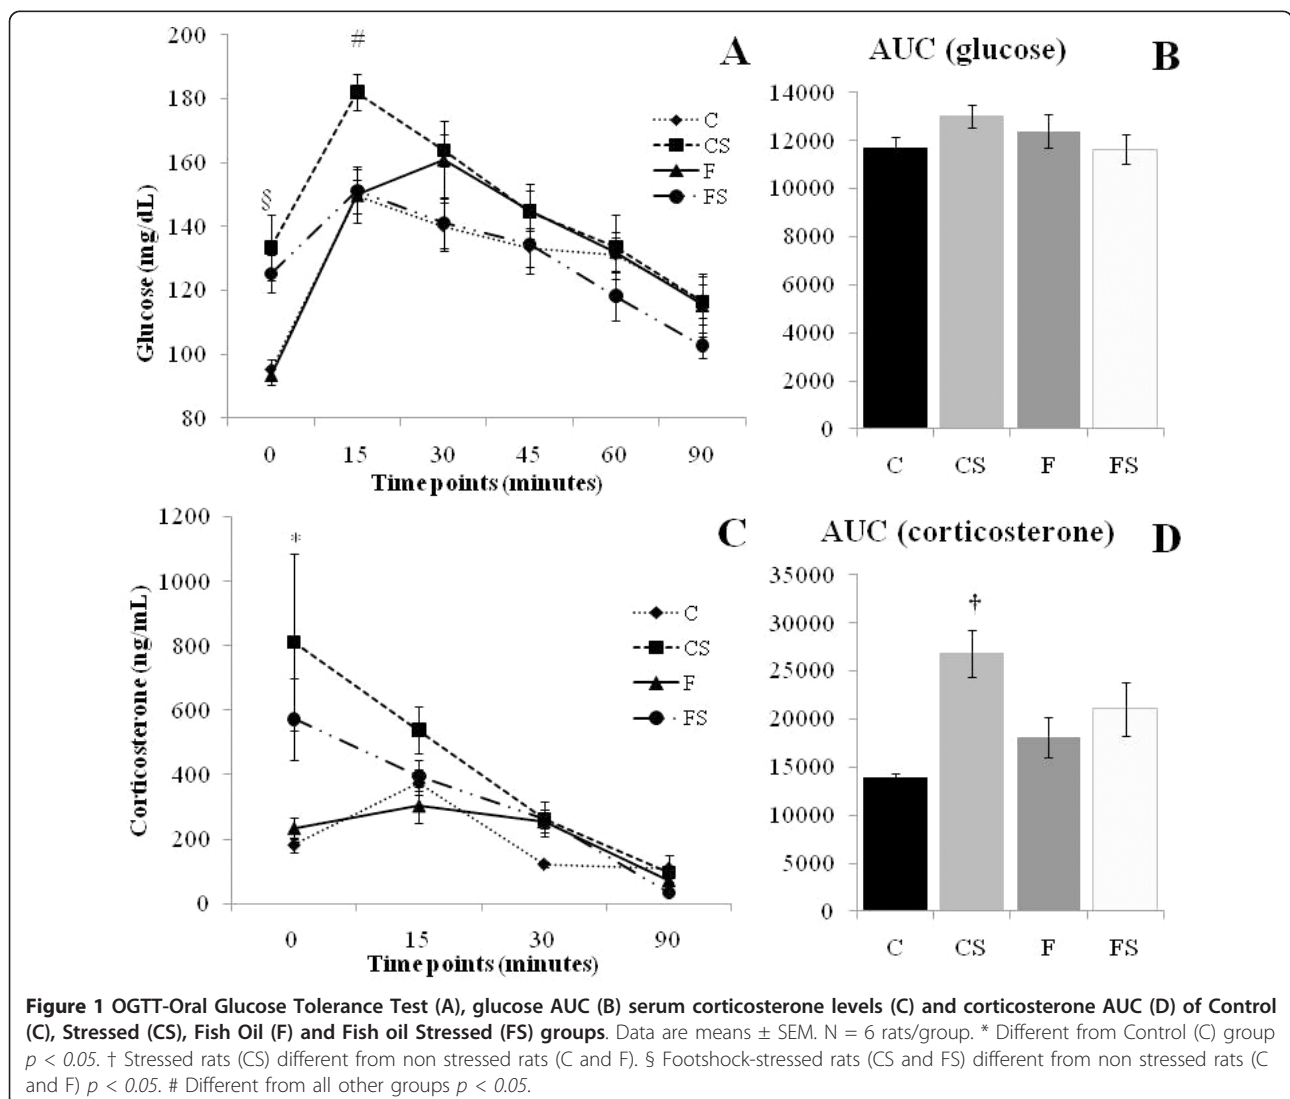 A
200
180
160
140
120
100
80
Glucose (mg/dL)
#
§
C
CS
F
FS
0 15 30 45 60 90
Time points (minutes)
AUC (glucose) B
14000
12000
10000
8000
6000
4000
2000
0
C CS F FS
C
1200
1000
800
600
400
200
0
Corticosterone (ng/mL)
*
C
CS
F
FS
0 15 30 90
Time points (minutes)
AUC (corticosterone) D
35000
30000
25000
20000
15000
10000
5000
0
†
C CS F FS
Figure 1 OGTT-Oral Glucose Tolerance Test (A), glucose AUC (B) serum corticosterone levels (C) and corticosterone AUC (D) of Control
(C), Stressed (CS), Fish Oil (F) and Fish oil Stressed (FS) groups. Data are means ± SEM. N = 6 rats/group. * Different from Control (C) group
p < 0.05. † Stressed rats (CS) different from non stressed rats (C and F). § Footshock-stressed rats (CS and FS) different from non stressed rats (C
and F) p < 0.05. # Different from all other groups p < 0.05.